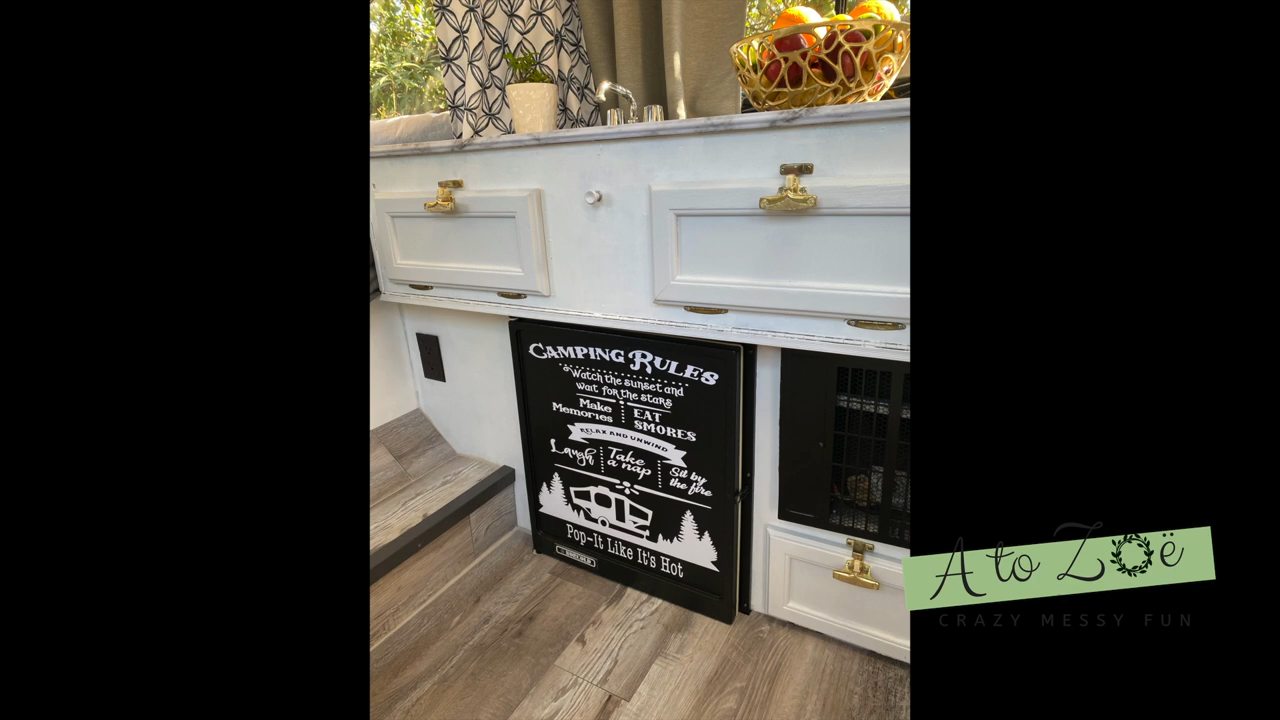 CAMPING RULES
Watch the sunset and
wait for the stars
Make
Memories
EAT
SMORES
RELAX AND UNWIND
Laugh
Take
a nap
Sit by
the fire
Pop-It Like It's Hot
A to Zoë
CRAZY MESSY FUN